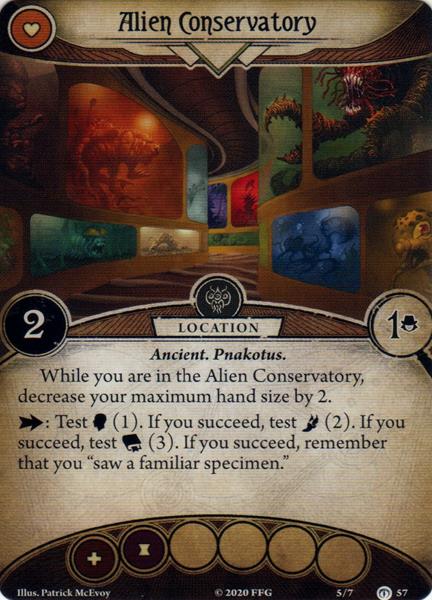 Alien Conservatory
2
LOCATION
1
Ancient. Pnakotus.
While you are in the Alien Conservatory,
decrease your maximum hand size by 2.
: Test (1). If you succeed, test (2). If you
succeed, test (3). If you succeed, remember
that you “saw a familiar specimen.”
Illus. Patrick McEvoy © 2020 FFG 5/7 57